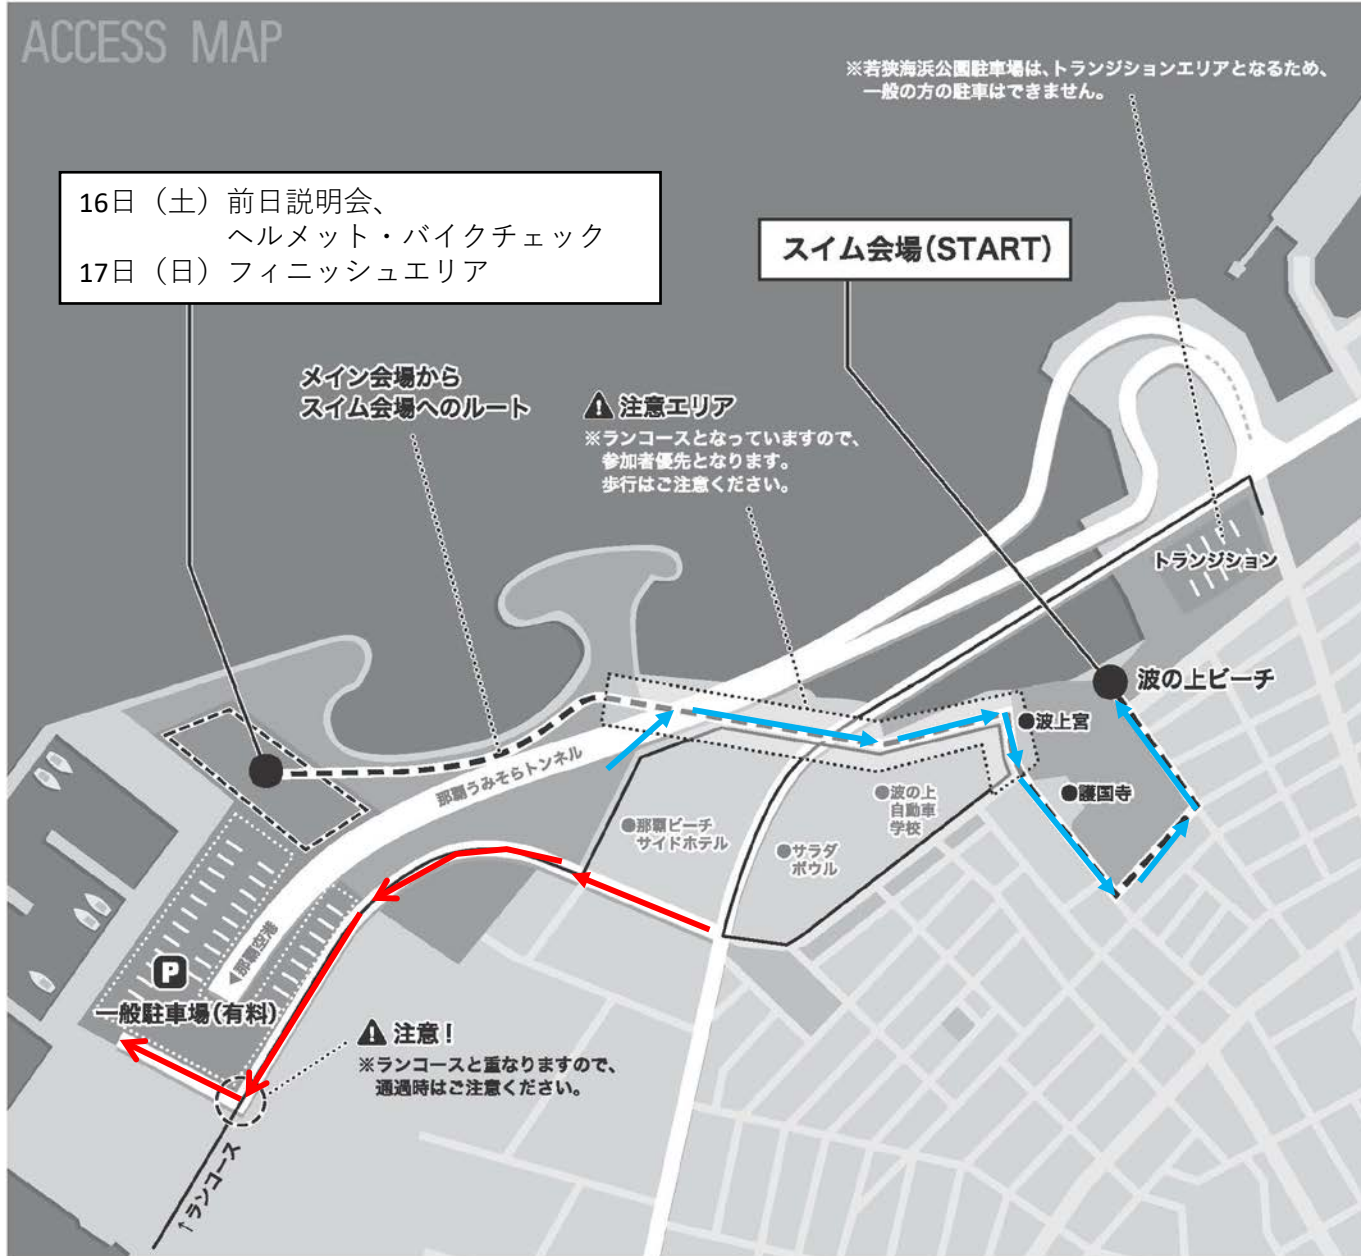 ACCESS MAP
※若狭海浜公園駐車場は、トランジションエリアとなるため、
一般の方の駐車はできません。
16日（土）前日説明会、
ヘルメット・バイクチェック
17日（日）フィニッシュエリア
スイム会場(START)
メイン会場から
スイム会場へのルート
注意エリア
※ランコースとなっていますので、
参加者優先となります。
歩行はご注意ください。
トランジション
波の上ビーチ
●波上宮
那覇うみそらトンネル
●護国寺
●波の上
自動車
学校
●那覇ビーチ
サイドホテル
●サラダ
ボウル
◀那覇空港
P
一般駐車場(有料)
注意！
※ランコースと重なりますので、
通過時はご注意ください。
↑ランコース